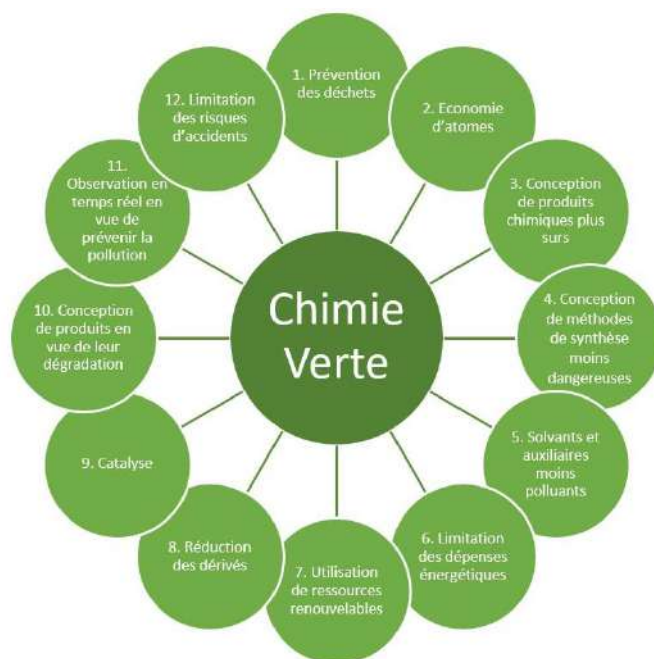 Chimie
Verte
1. Prévention
des déchets
2. Economie
d'atomes
3. Conception
de produits
chimiques plus
surs
4. Conception
de méthodes
de synthèse
moins
dangereuses
5. Solvants et
auxiliaires
moins
polluants
6. Limitation
des dépenses
énergétiques
7. Utilisation
de ressources
renouvelables
8. Réduction
des dérivés
9. Catalyse
10. Conception
de produits en
vue de leur
dégradation
11.
Observation en
temps réel en
vue de
prévenir la
pollution
12. Limitation
des risques
d'accidents